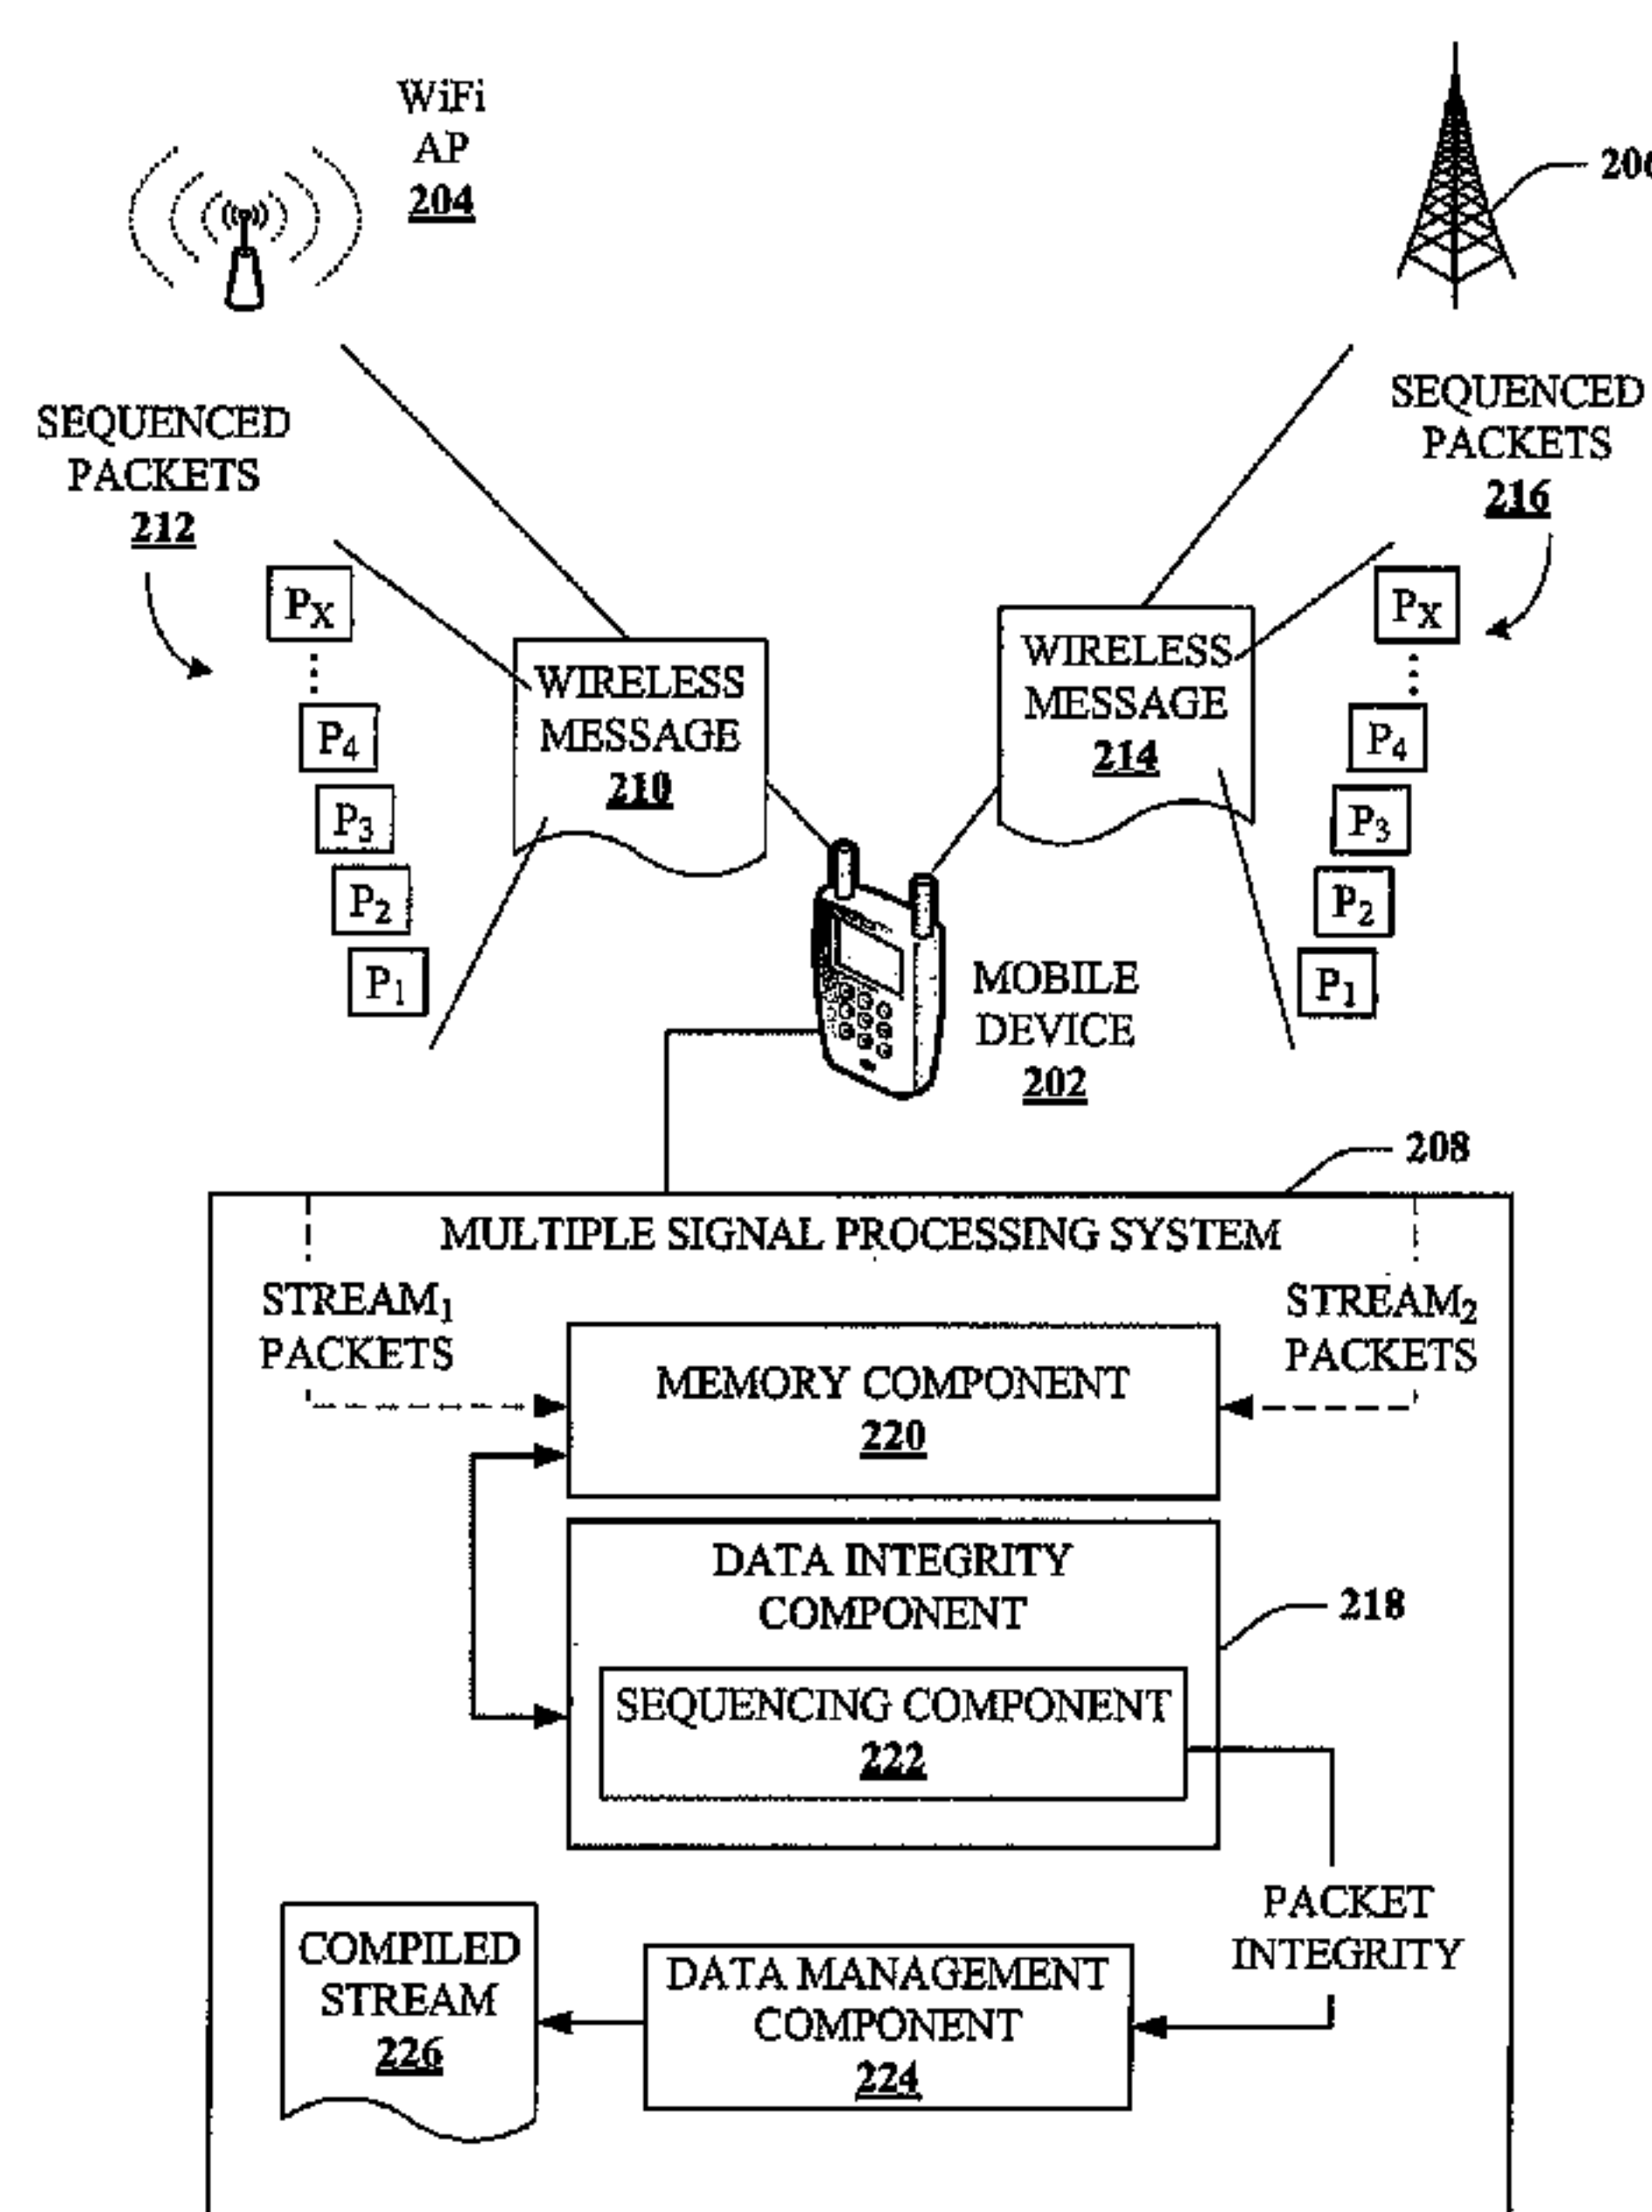 WiFi
AP
204
SEQUENCED
PACKETS
212
SEQUENCED
PACKETS
216
PX
P4
P3
P2
P1
WIRELESS
MESSAGE
210
WIRELESS
MESSAGE
214
PX
P4
P3
P2
P1
MOBILE
DEVICE
202
208
MULTIPLE SIGNAL PROCESSING SYSTEM
STREAM1
PACKETS
STREAM2
PACKETS
MEMORY COMPONENT
220
DATA INTEGRITY
COMPONENT
218
SEQUENCING COMPONENT
222
PACKET
INTEGRITY
COMPILED
STREAM
226
DATA MANAGEMENT
COMPONENT
224